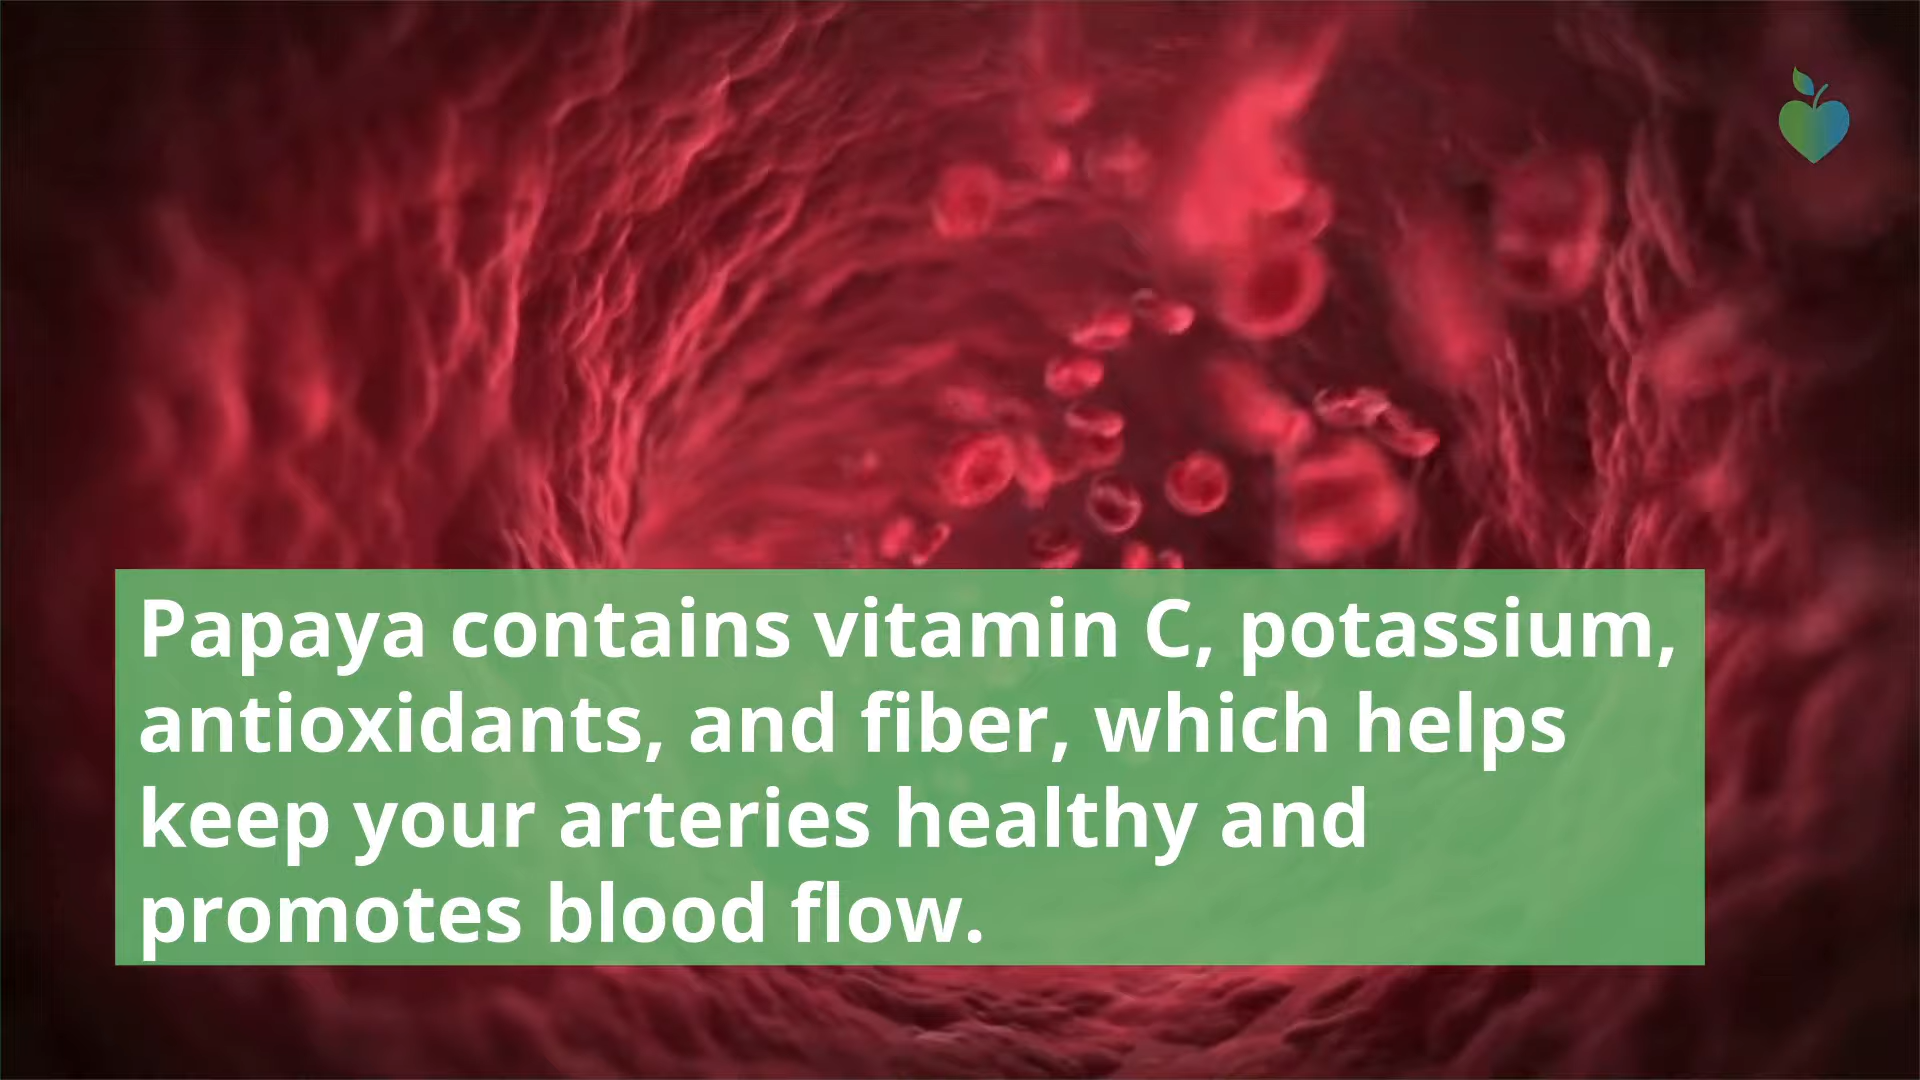 Papaya contains vitamin C, potassium,
antioxidants, and fiber, which helps
keep your arteries healthy and
promotes blood flow.